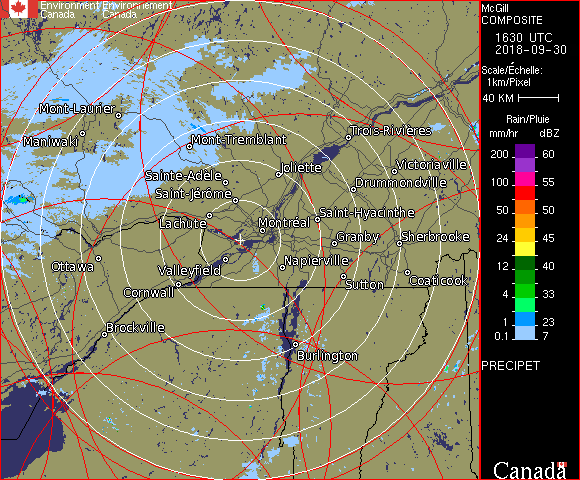 Environment Environnement
Canada Canada
McGill
COMPOSITE
1630 UTC
2018-09-30
Scale/Échelle:
1km/Pixel
40 KM
Rain/Pluie
mm/hr dBZ
200 60
100 55
50 50
24 45
12 40
4 33
1 23
0.1 7
PRECIPET
Canada
Mont-Laurier
Maniwaki
Mont-Tremblant
Trois-Rivières
Joliette
Victoriaville
Sainte-Adèle
Drummondville
Saint-Jérôme
Saint-Hyacinthe
Lachute
Montréal
Granby
Sherbrooke
Ottawa
Valleyfield
Napierville
Cornwall
Sutton
Coaticook
Brockville
Burlington